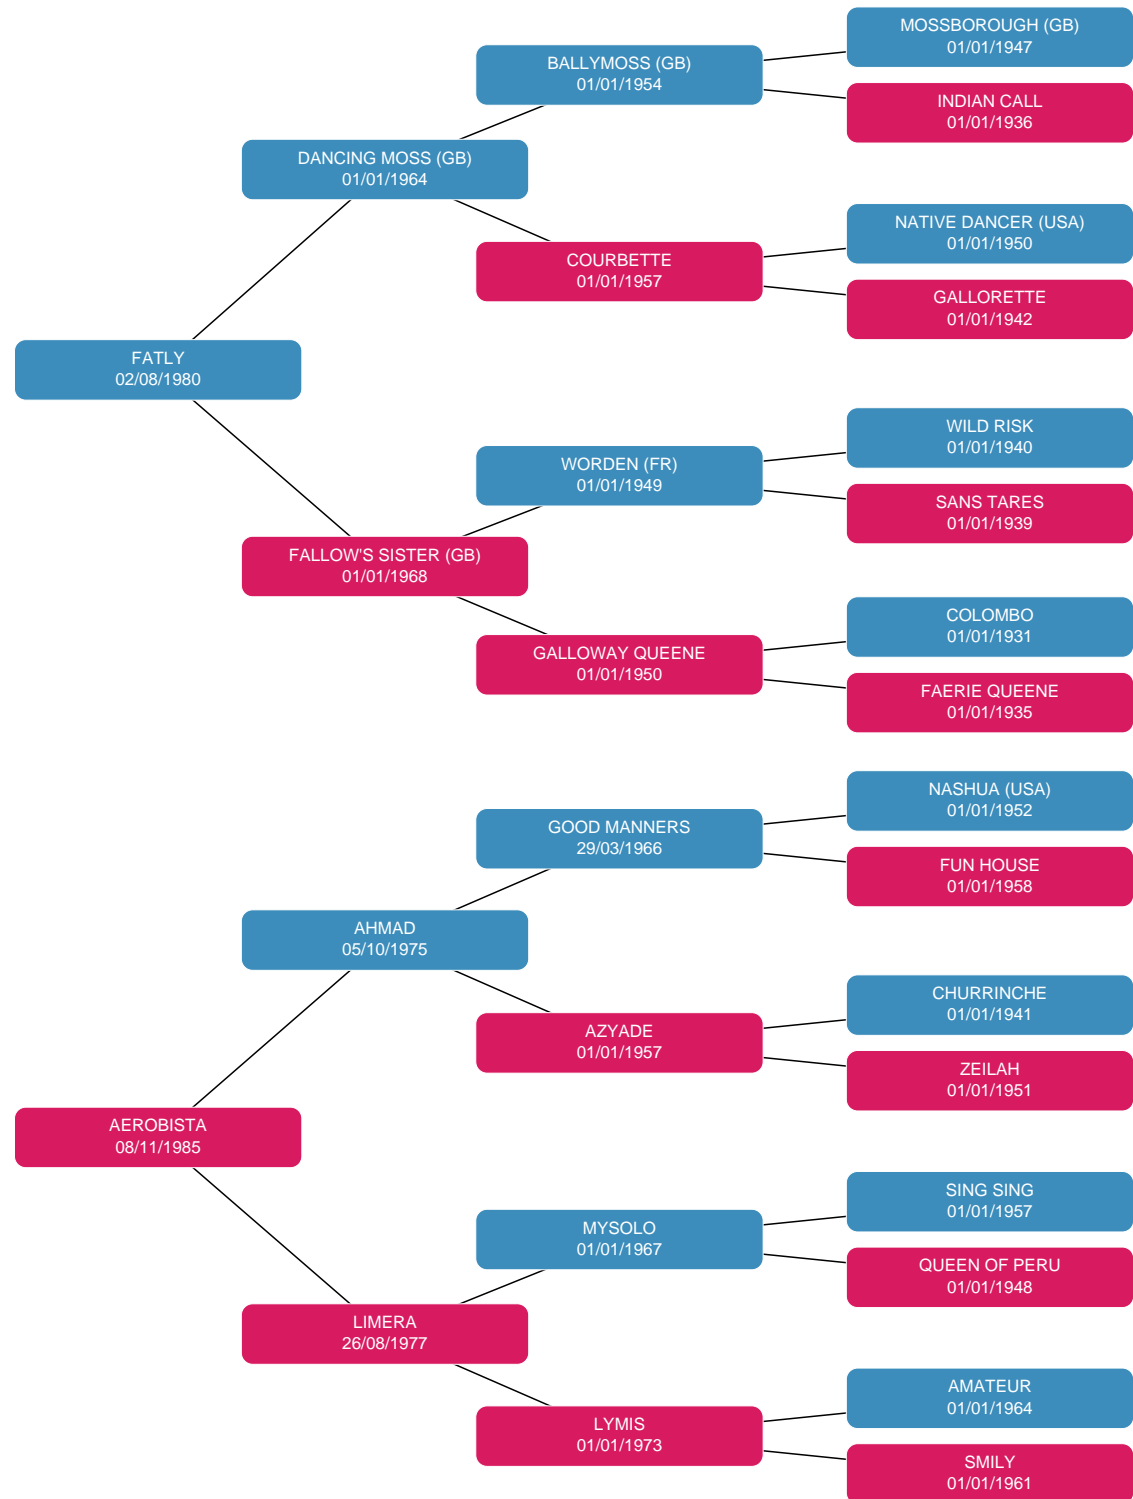 MOSSBOROUGH (GB)
01/01/1947
BALLYMOSS (GB)
01/01/1954
INDIAN CALL
01/01/1936
DANCING MOSS (GB)
01/01/1964
NATIVE DANCER (USA)
01/01/1950
COURBETTE
01/01/1957
GALLORETTE
01/01/1942
FATLY
02/08/1980
WILD RISK
01/01/1940
WORDEN (FR)
01/01/1949
SANS TARES
01/01/1939
FALLOW'S SISTER (GB)
01/01/1968
COLOMBO
01/01/1931
GALLOWAY QUEENE
01/01/1950
FAERIE QUEENE
01/01/1935
NASHUA (USA)
01/01/1952
GOOD MANNERS
29/03/1966
FUN HOUSE
01/01/1958
AHMAD
05/10/1975
CHURRINCHE
01/01/1941
AZYADE
01/01/1957
ZEILAH
01/01/1951
AEROBISTA
08/11/1985
SING SING
01/01/1957
MYSOLO
01/01/1967
QUEEN OF PERU
01/01/1948
LIMERA
26/08/1977
AMATEUR
01/01/1964
LYMIS
01/01/1973
SMILY
01/01/1961